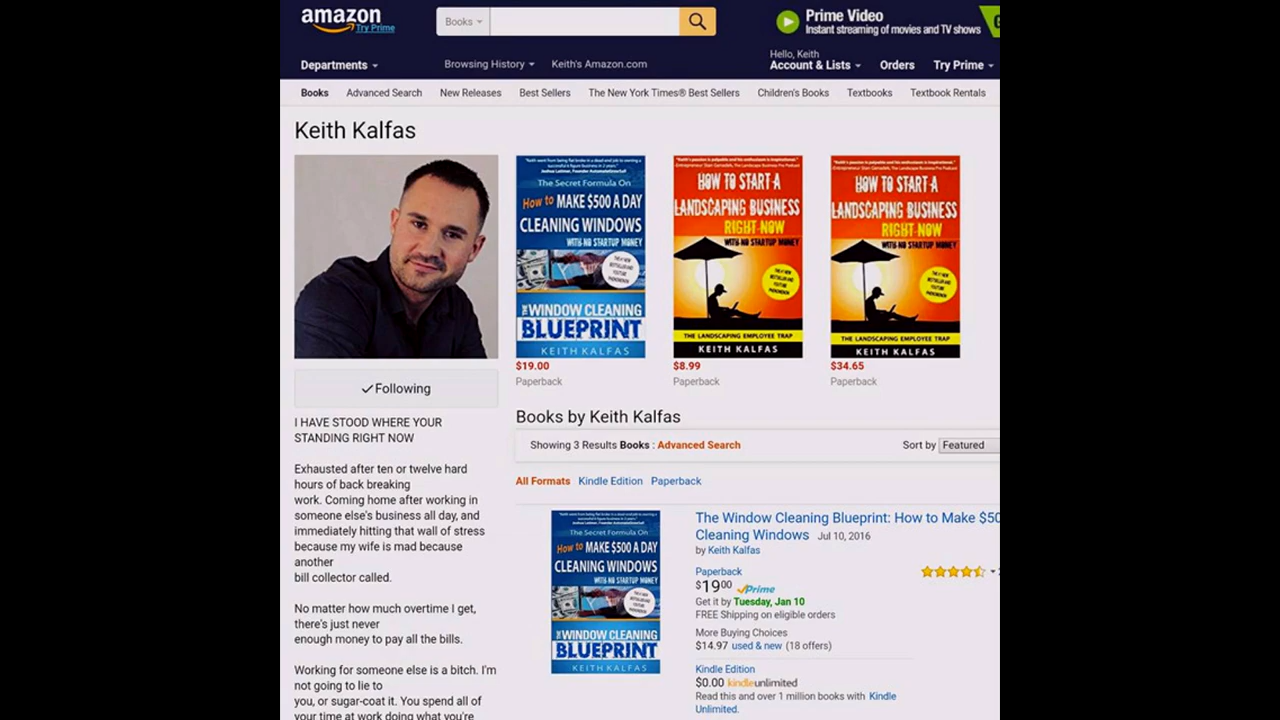 amazon
Try Prime
Books
Prime Video
Instant streaming of movies and TV shows
Departments
Browsing History
Keith's Amazon.com
Hello, Keith
Account & Lists
Orders
Try Prime
Books
Advanced Search
New Releases
Best Sellers
The New York Times® Best Sellers
Children's Books
Textbooks
Textbook Rentals
Keith Kalfas
The Secret Formula On
How to MAKE $500 A DAY
CLEANING WINDOWS
WITH NO STARTUP MONEY
THE WINDOW CLEANING
BLUEPRINT
KEITH KALFAS
$19.00
Paperback
HOW TO START A
LANDSCAPING BUSINESS
RIGHT NOW
WITH NO STARTUP MONEY
THE LANDSCAPING EMPLOYEE TRAP
KEITH KALFAS
$8.99
Paperback
HOW TO START A
LANDSCAPING BUSINESS
RIGHT NOW
WITH NO STARTUP MONEY
THE LANDSCAPING EMPLOYEE TRAP
KEITH KALFAS
$34.65
Paperback
Following
I HAVE STOOD WHERE YOUR
STANDING RIGHT NOW
Exhausted after ten or twelve hard
hours of back breaking
work. Coming home after working in
someone else's business all day, and
immediately hitting that wall of stress
because my wife is mad because
another
bill collector called.
No matter how much overtime I get,
there's just never
enough money to pay all the bills.
Working for someone else is a bitch. I'm
not going to lie to
you, or sugar-coat it. You spend all of
your time at work doing what you're
Books by Keith Kalfas
Showing 3 Results Books : Advanced Search
Sort by Featured
All Formats Kindle Edition Paperback
The Secret Formula On
How to MAKE $500 A DAY
CLEANING WINDOWS
WITH NO STARTUP MONEY
THE WINDOW CLEANING
BLUEPRINT
KEITH KALFAS
The Window Cleaning Blueprint: How to Make $50
Cleaning Windows Jul 10, 2016
by Keith Kalfas
Paperback
$19 00 Prime
Get it by Tuesday, Jan 10
FREE Shipping on eligible orders
More Buying Choices
$14.97 used & new (18 offers)
Kindle Edition
$0.00 kindleunlimited
Read this and over 1 million books with Kindle
Unlimited.